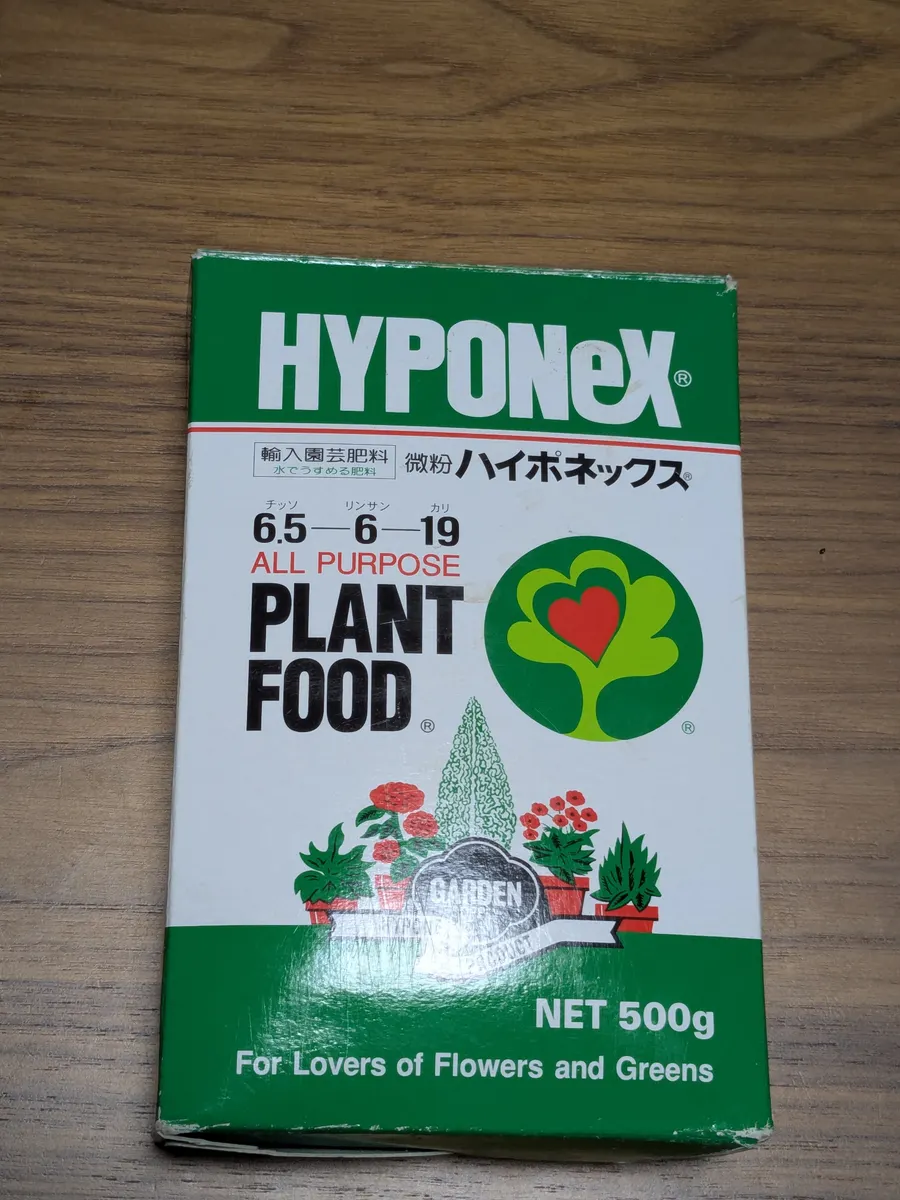 HYPONeX®
輸入園芸肥料
水でうすめる肥料
微粉ハイポネックス®
チッソ リンサン カリ
6.5—6—19
ALL PURPOSE
PLANT
FOOD®
®
GARDEN
PRODUCT
NET 500g
For Lovers of Flowers and Greens